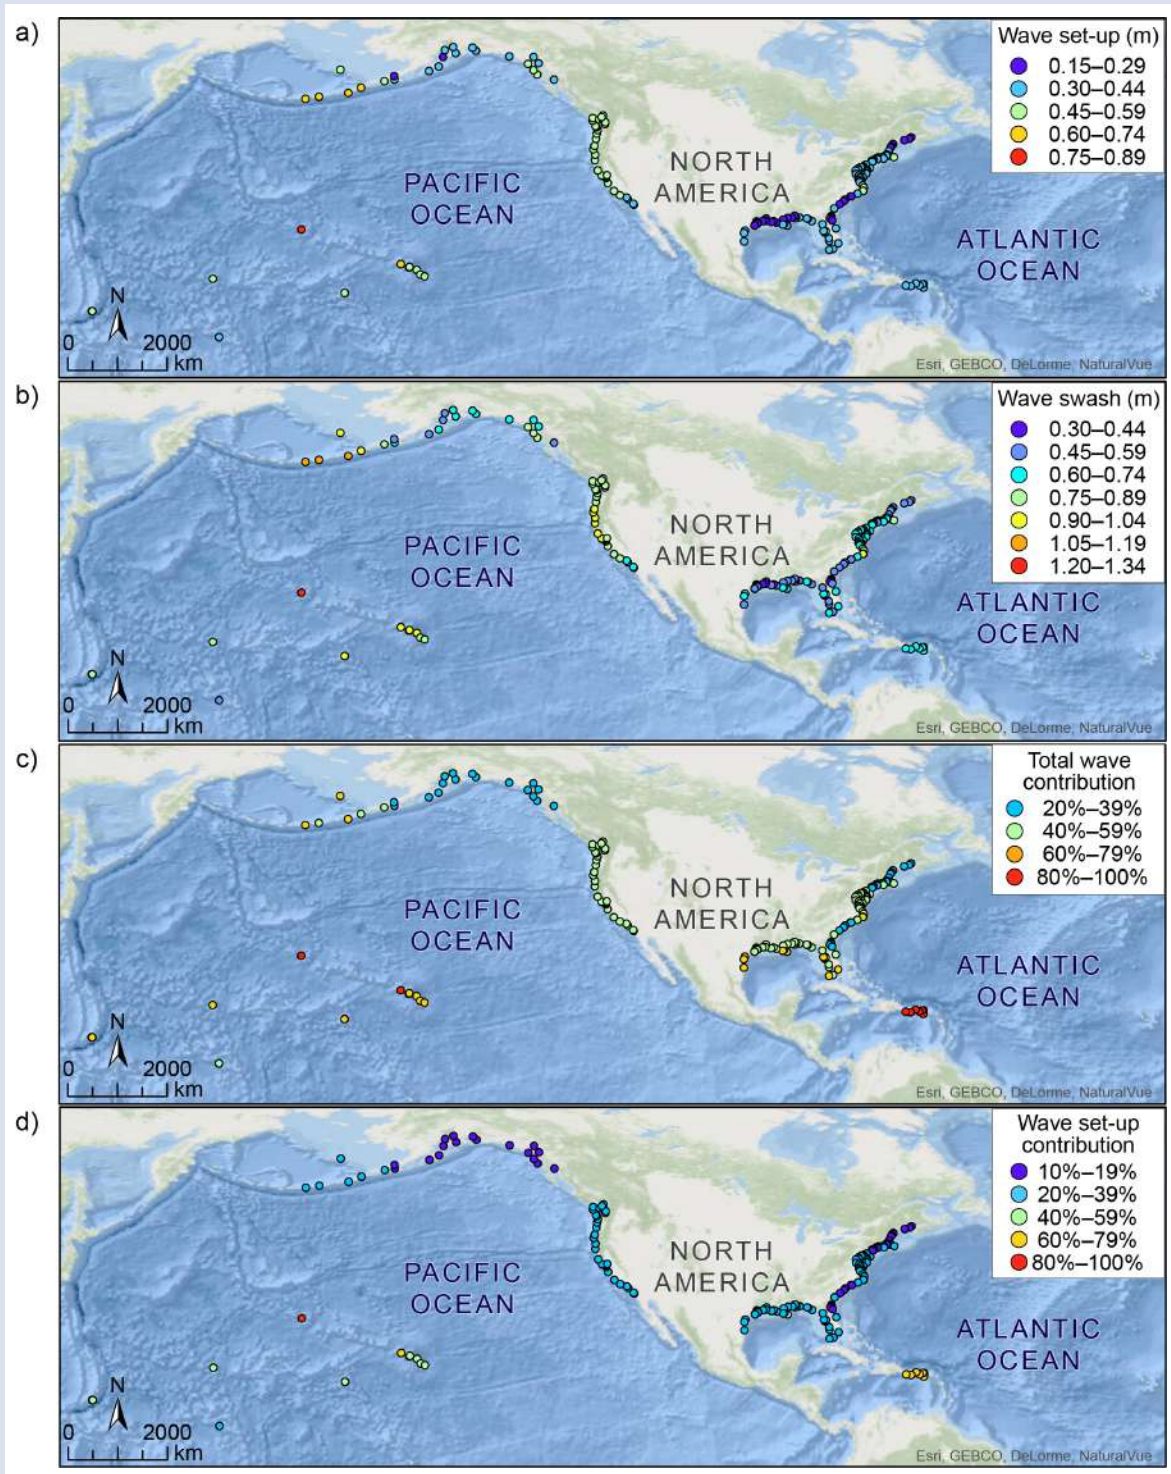 a)
Wave set-up (m)
0.15–0.29
0.30–0.44
0.45–0.59
0.60–0.74
0.75–0.89
NORTH
AMERICA
PACIFIC
OCEAN
ATLANTIC
OCEAN
N
0 2000
km
Esri, GEBCO, DeLorme, NaturalVue
b)
Wave swash (m)
0.30–0.44
0.45–0.59
0.60–0.74
0.75–0.89
0.90–1.04
1.05–1.19
1.20–1.34
NORTH
AMERICA
PACIFIC
OCEAN
ATLANTIC
OCEAN
N
0 2000
km
Esri, GEBCO, DeLorme, NaturalVue
c)
Total wave
contribution
20%–39%
40%–59%
60%–79%
80%–100%
NORTH
AMERICA
PACIFIC
OCEAN
ATLANTIC
OCEAN
N
0 2000
km
Esri, GEBCO, DeLorme, NaturalVue
d)
Wave set-up
contribution
10%–19%
20%–39%
40%–59%
60%–79%
80%–100%
NORTH
AMERICA
PACIFIC
OCEAN
ATLANTIC
OCEAN
N
0 2000
km
Esri, GEBCO, DeLorme, NaturalVue